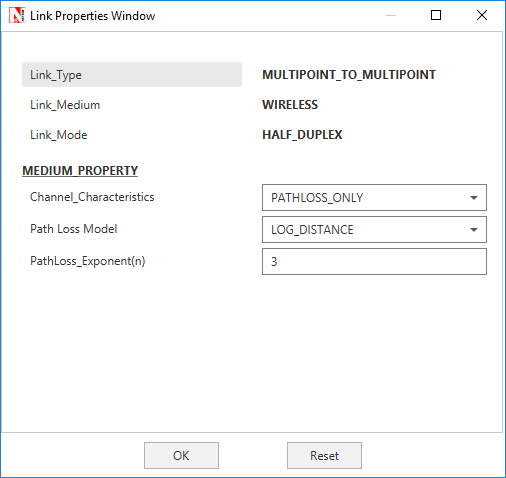 Link Properties Window
Link_Type MULTIPOINT_TO_MULTIPOINT
Link_Medium WIRELESS
Link_Mode HALF_DUPLEX
MEDIUM_PROPERTY
Channel_Characteristics PATHLOSS_ONLY
Path Loss Model LOG_DISTANCE
PathLoss_Exponent(n) 3
OK Reset